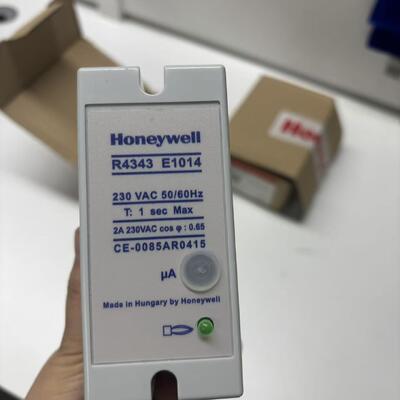 Honeywell
R4343 E1014
230 VAC 50/60Hz
T: 1 sec Max
2A 230VAC cos φ : 0.65
CE-0085AR0415
µA
Made in Hungary by Honeywell
Ho